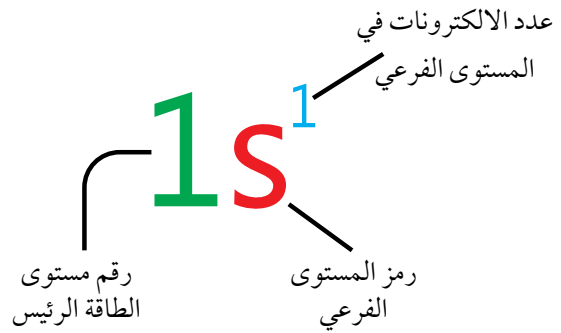 عدد الالكترونات في
المستوى الفرعي
1s¹
رمز المستوى
الفرعي
رقم مستوى
الطاقة الرئيس